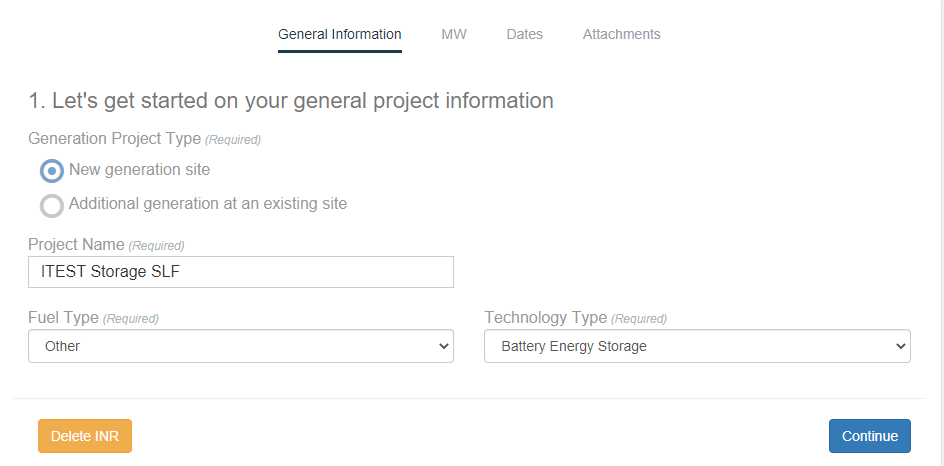 General Information MW Dates Attachments
1. Let's get started on your general project information
Generation Project Type (Required)
New generation site
Additional generation at an existing site
Project Name (Required)
ITEST Storage SLF
Fuel Type (Required) Technology Type (Required)
Other Battery Energy Storage
Delete INR Continue